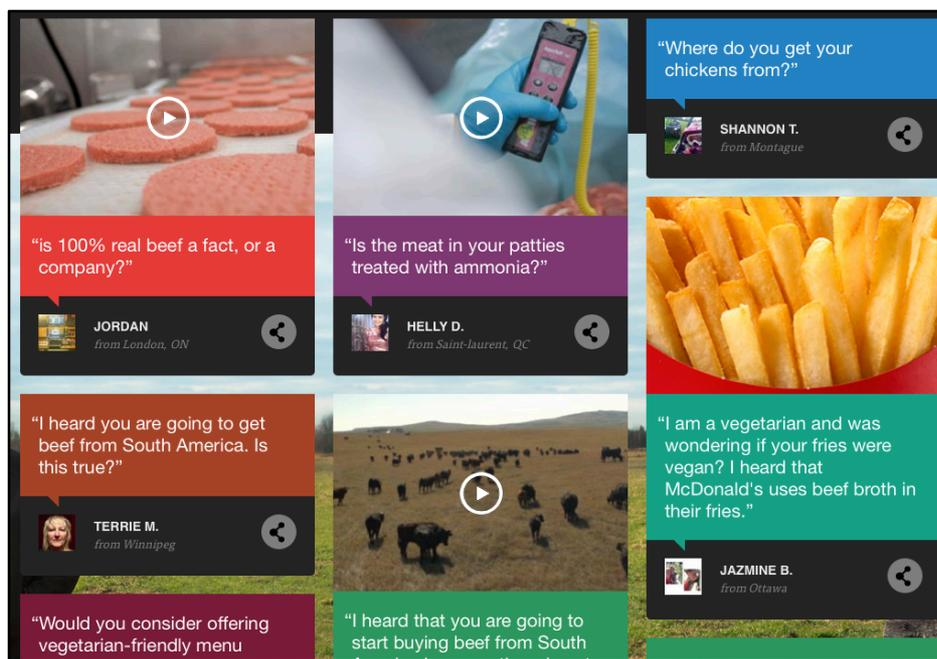 “is 100% real beef a fact, or a
company?”
JORDAN
from London, ON
“I heard you are going to get
beef from South America. Is
this true?”
TERRIE M.
from Winnipeg
“Would you consider offering
vegetarian-friendly menu
“Is the meat in your patties
treated with ammonia?”
HELLY D.
from Saint-laurent, QC
“I heard that you are going to
start buying beef from South
“Where do you get your
chickens from?”
SHANNON T.
from Montague
“I am a vegetarian and was
wondering if your fries were
vegan? I heard that
McDonald's uses beef broth in
their fries.”
JAZMINE B.
from Ottawa